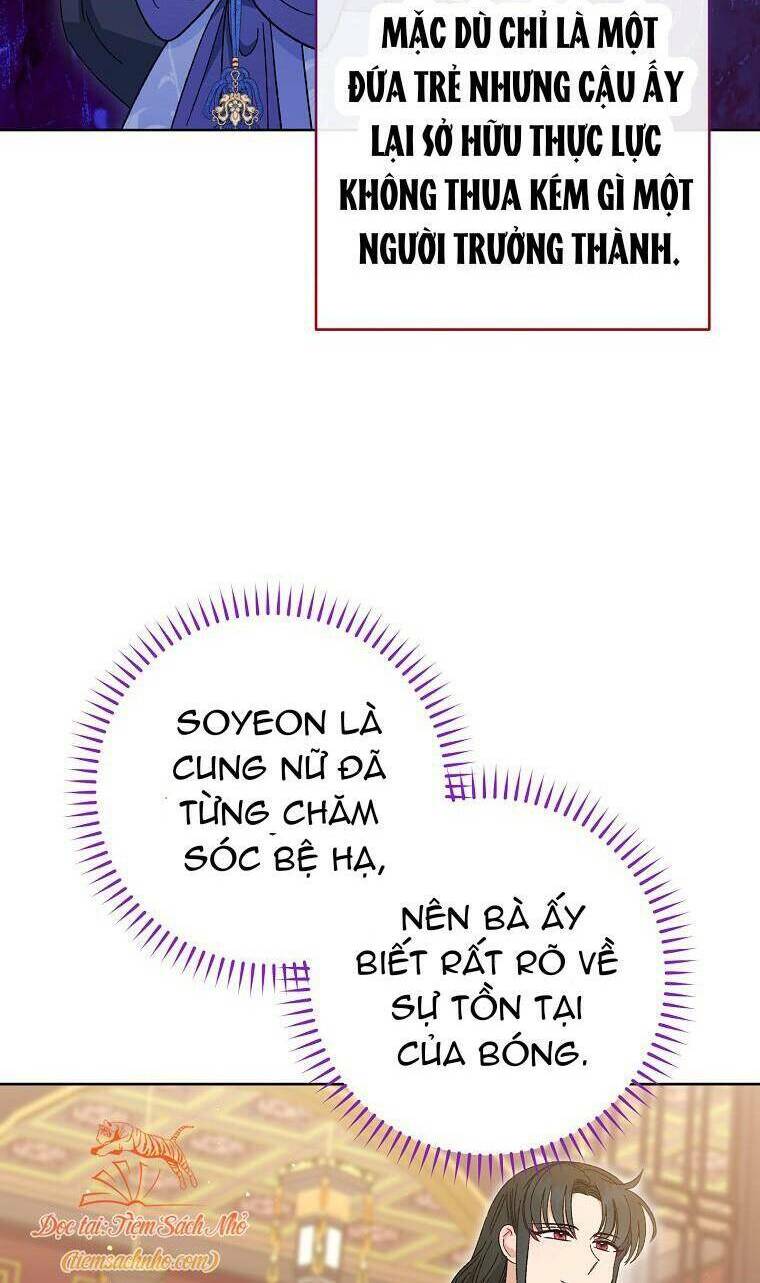 MẶC DÙ CHỈ LÀ MỘT
ĐỨA TRẺ NHƯNG CẬU ẤY
LẠI SỞ HỮU THỰC LỰC
KHÔNG THUA KÉM GÌ MỘT
NGƯỜI TRƯỞNG THÀNH.
SOYEON LÀ
CUNG NỮ ĐÃ
TỪNG CHĂM
SÓC BỆ HẠ,
NÊN BÀ ẤY
BIẾT RẤT RÕ VỀ
SỰ TỒN TẠI
CỦA BÓNG.
Đọc tại: Tiệm Sách Nhỏ
(tiemsachnho.com)